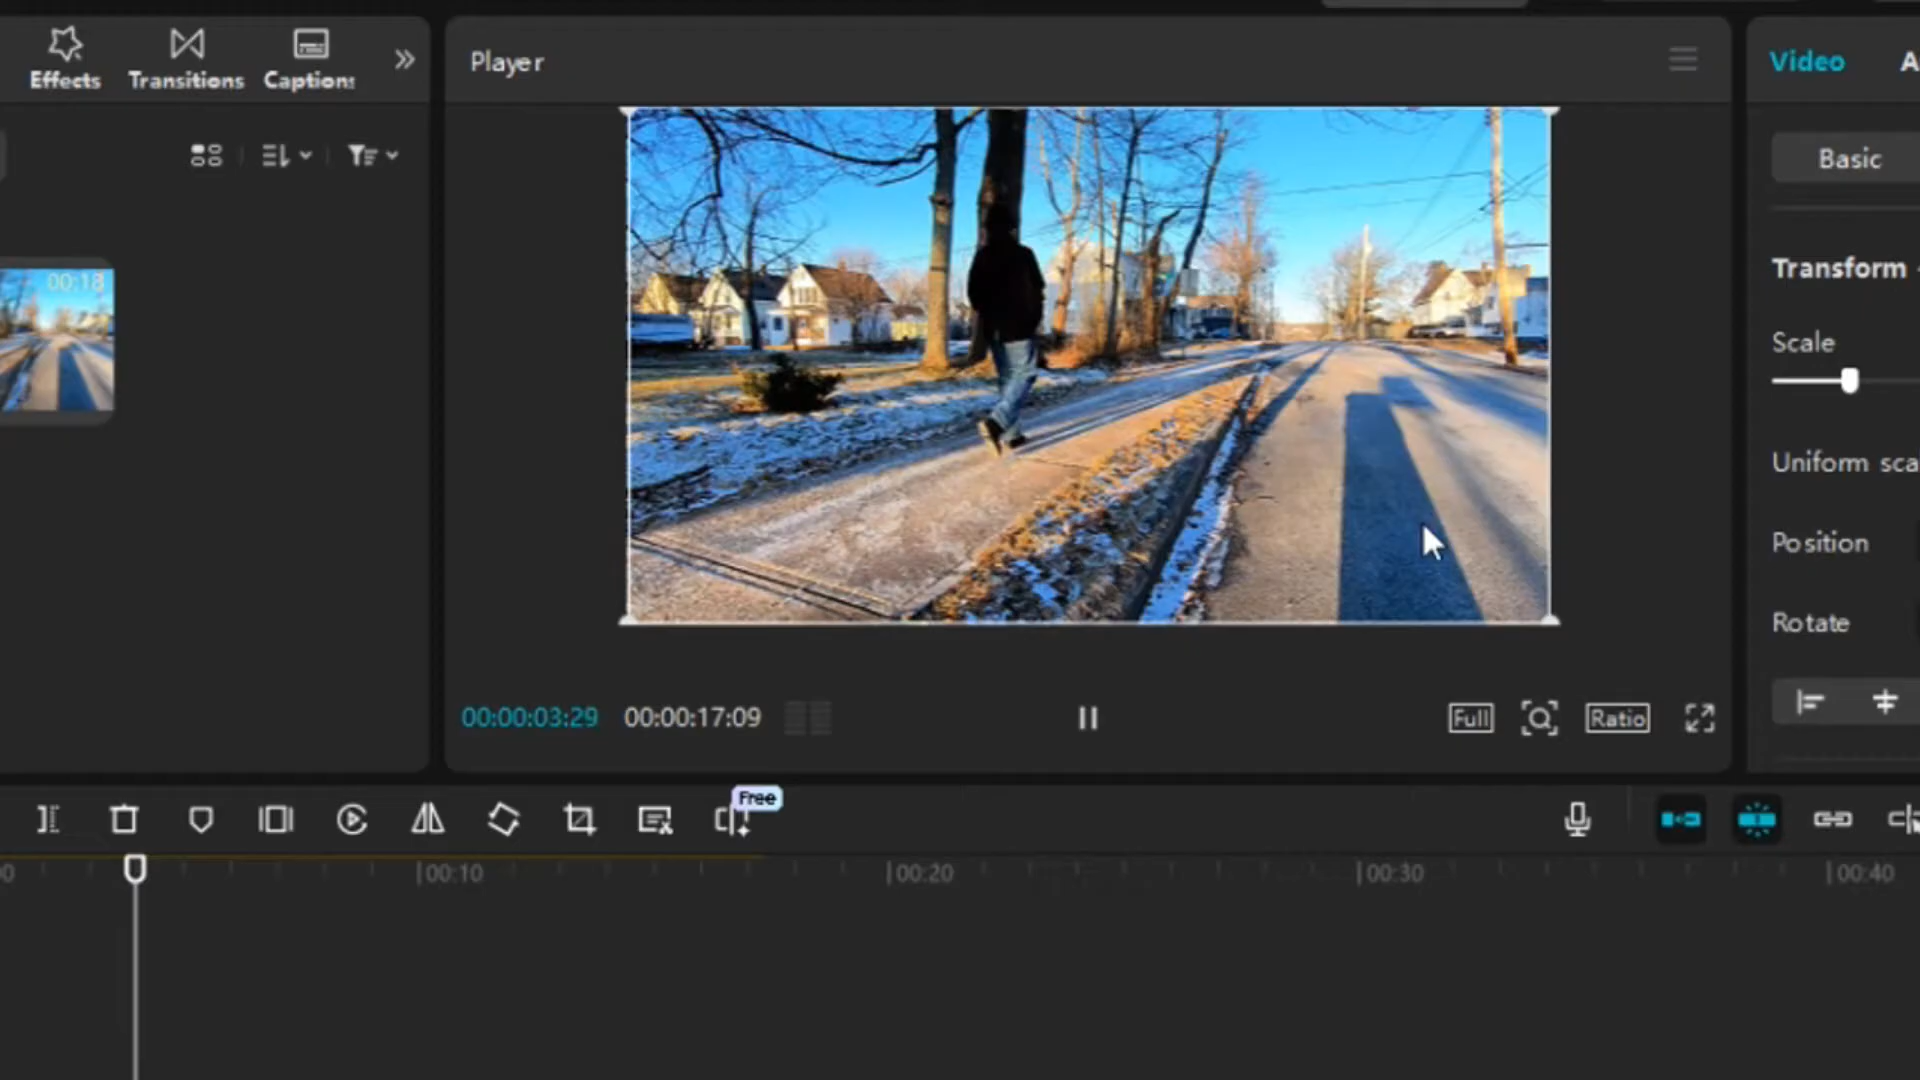 Effects
Transitions
Caption
Player
Video
Basic
00:18
Transform
Scale
Uniform sca
Position
Rotate
00:00:03:29 00:00:17:09
Full
Ratio
Free
00:10
00:20
00:30
00:40